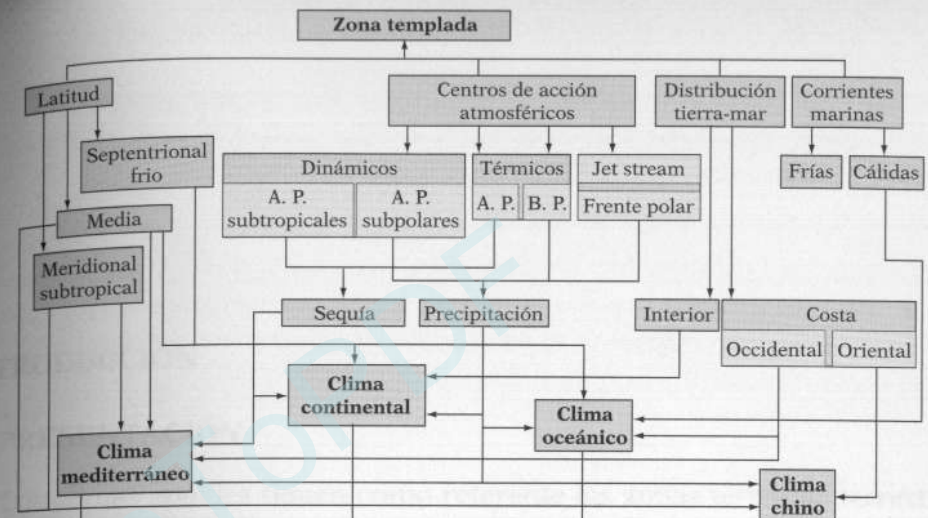 Zona templada
Latitud
Centros de acción
atmosféricos
Distribución
tierra-mar
Corrientes
marinas
Septentrional
frio
Dinámicos
A. P.
subtropicales
A. P.
subpolares
Térmicos
A. P.
B. P.
Jet stream
Frente polar
Frías
Cálidas
Media
Meridional
subtropical
Sequía
Precipitación
Interior
Costa
Occidental
Oriental
Clima
continental
Clima
oceánico
Clima
mediterráneo
Clima
chino